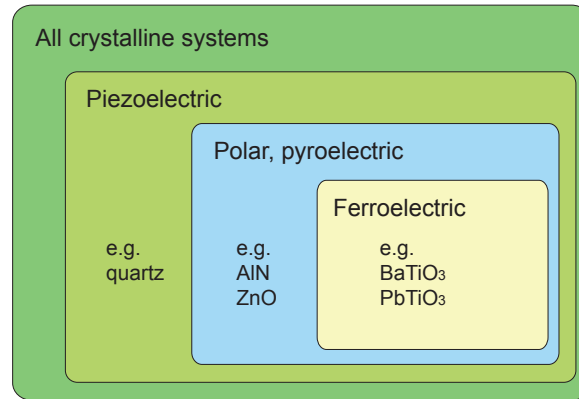 All crystalline systems
Piezoelectric
Polar, pyroelectric
Ferroelectric
e.g.
quartz
e.g.
AlN
ZnO
e.g.
BaTiO₃
PbTiO₃